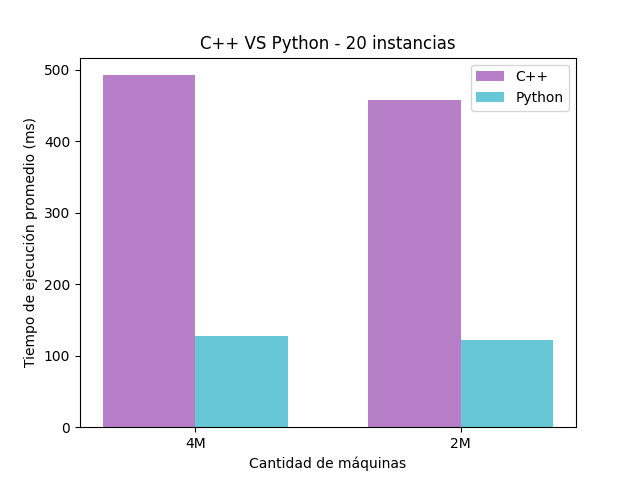 C++ VS Python - 20 instancias
C++
Python
Tiempo de ejecución promedio (ms)
500
400
300
200
100
0
4M
2M
Cantidad de máquinas